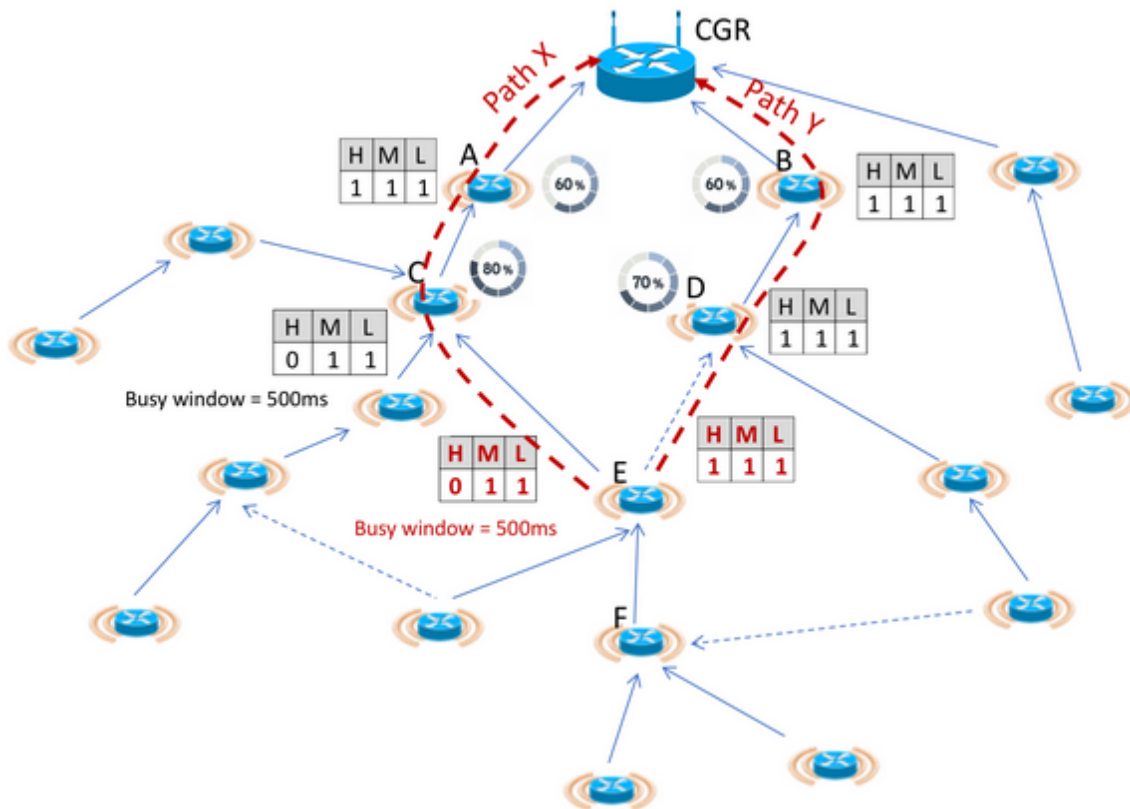 CGR
Path X
Path Y
A
H M L
1 1 1
60 %
60 %
B
H M L
1 1 1
C
80 %
70 %
D
H M L
1 1 1
H M L
0 1 1
Busy window = 500ms
H M L
0 1 1
E
H M L
1 1 1
Busy window = 500ms
F